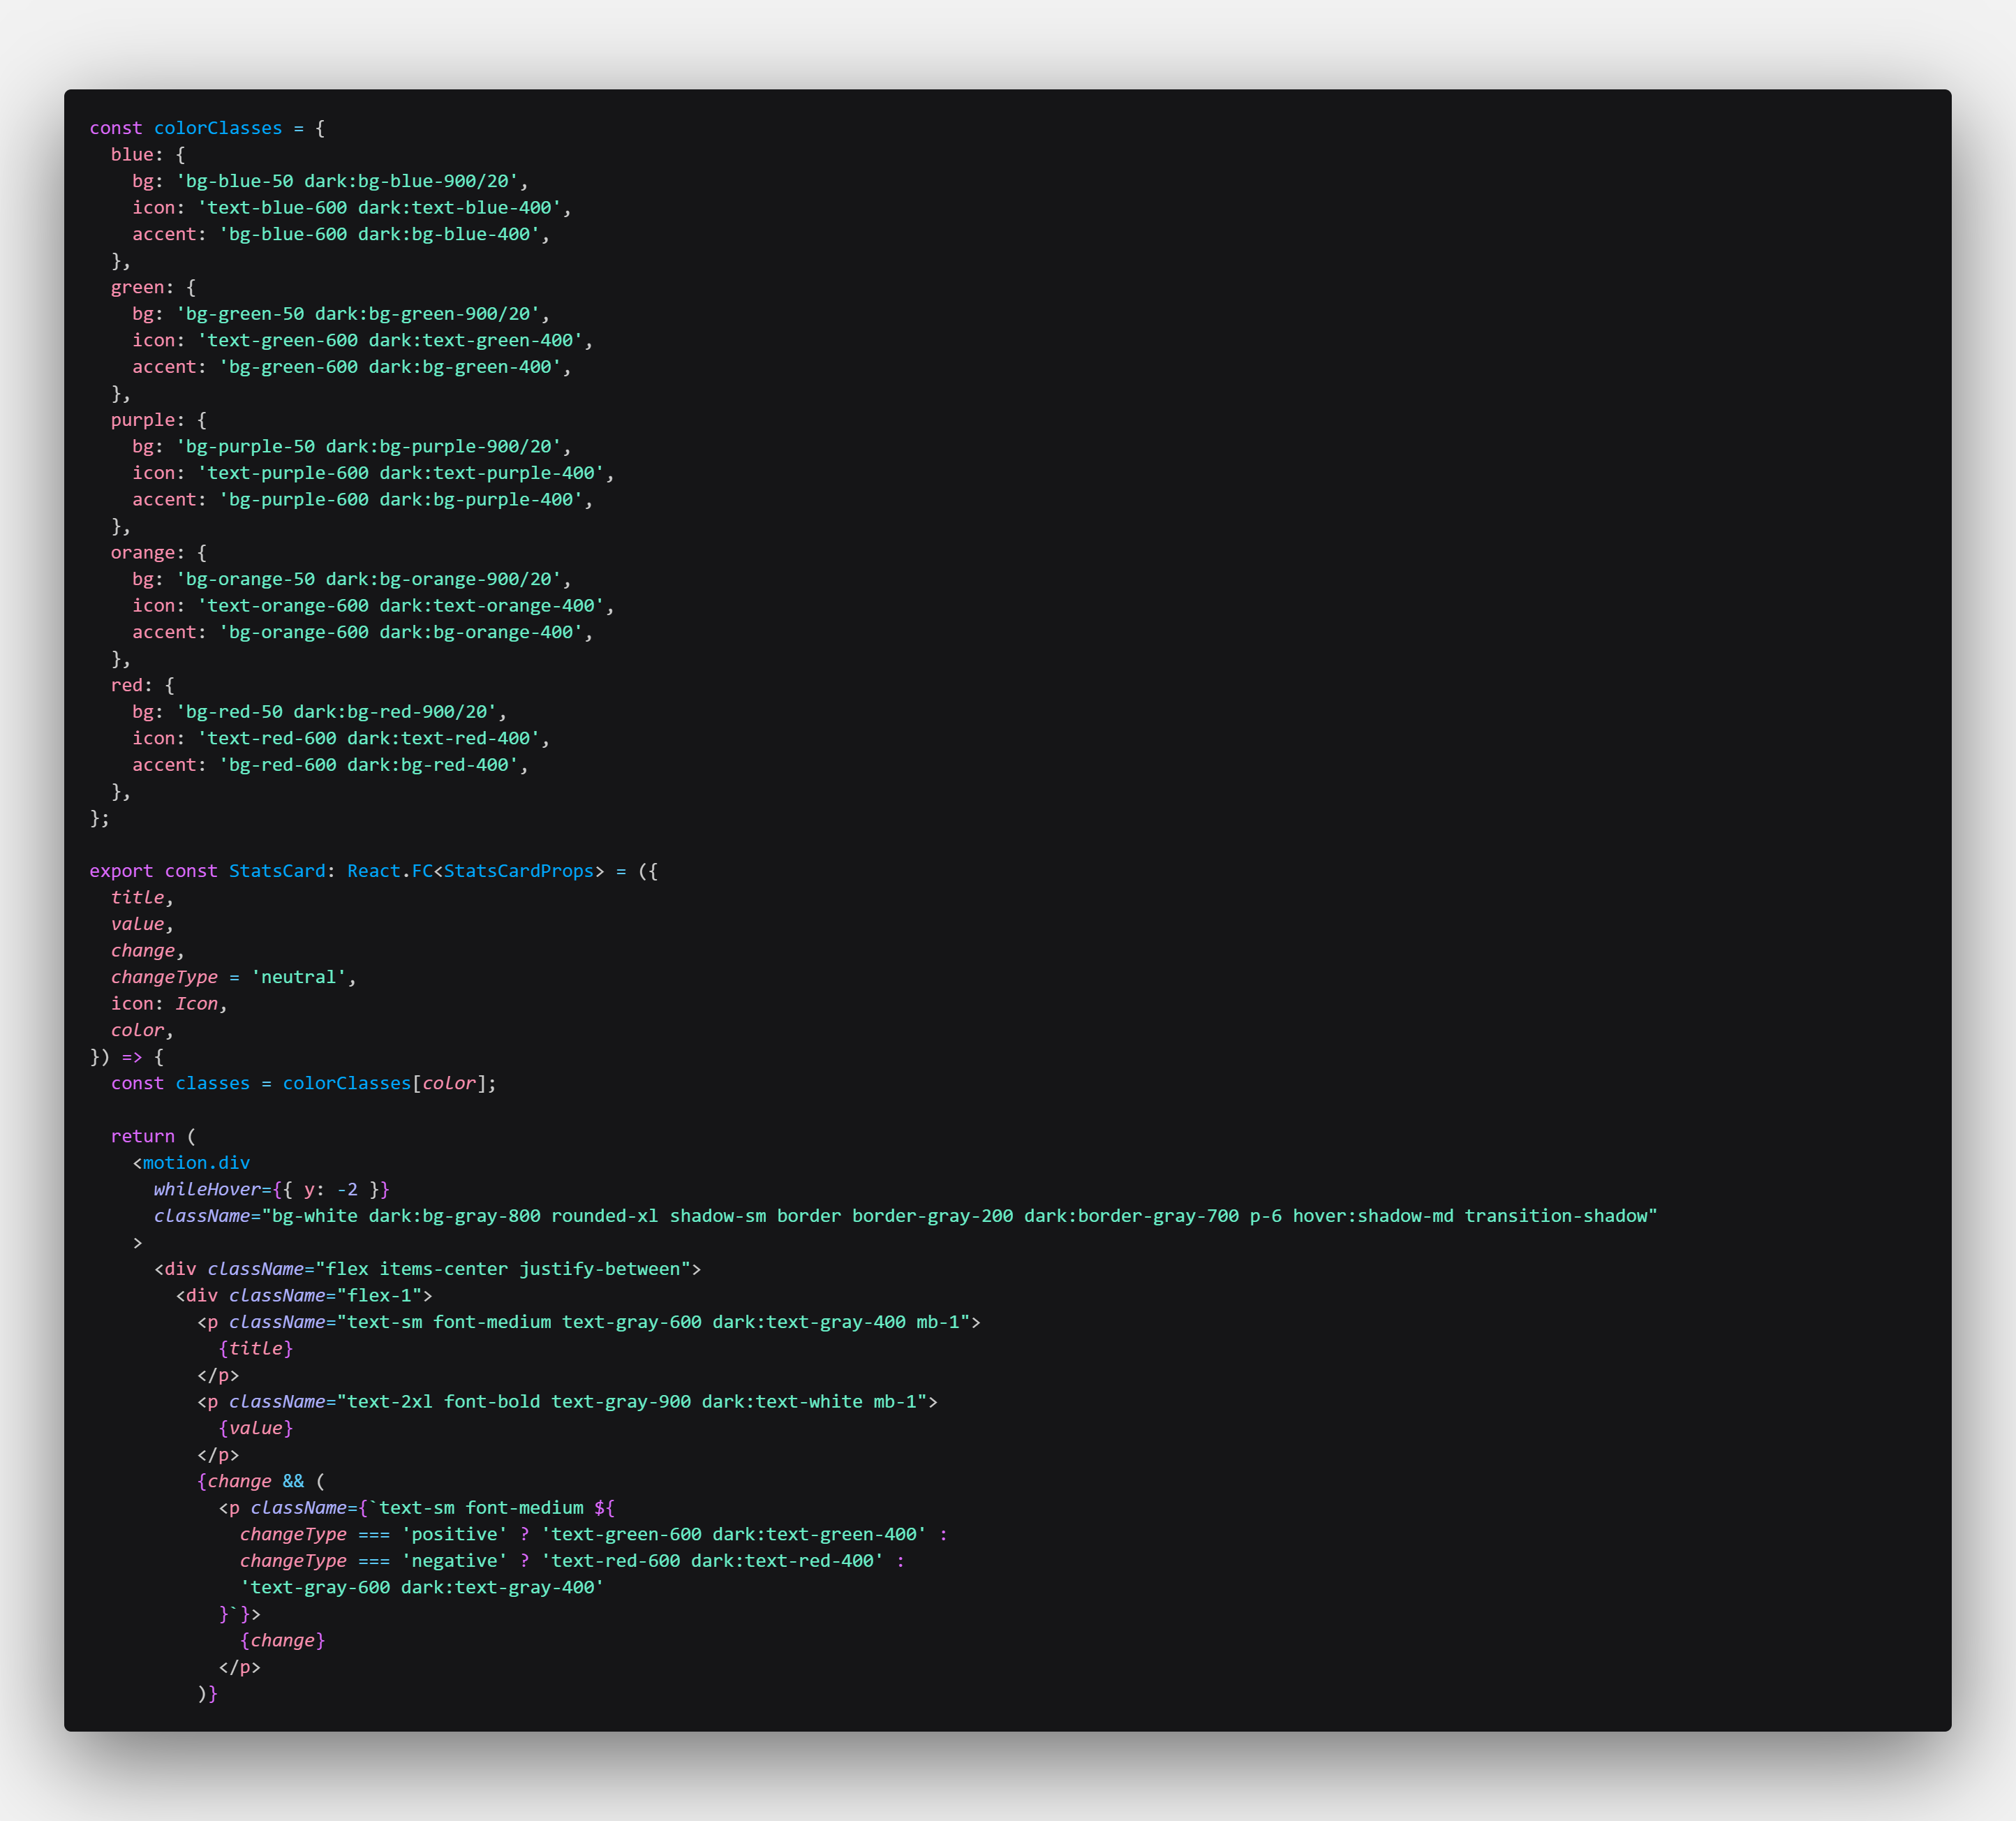 const colorClasses = {
  blue: {
    bg: 'bg-blue-50 dark:bg-blue-900/20',
    icon: 'text-blue-600 dark:text-blue-400',
    accent: 'bg-blue-600 dark:bg-blue-400',
  },
  green: {
    bg: 'bg-green-50 dark:bg-green-900/20',
    icon: 'text-green-600 dark:text-green-400',
    accent: 'bg-green-600 dark:bg-green-400',
  },
  purple: {
    bg: 'bg-purple-50 dark:bg-purple-900/20',
    icon: 'text-purple-600 dark:text-purple-400',
    accent: 'bg-purple-600 dark:bg-purple-400',
  },
  orange: {
    bg: 'bg-orange-50 dark:bg-orange-900/20',
    icon: 'text-orange-600 dark:text-orange-400',
    accent: 'bg-orange-600 dark:bg-orange-400',
  },
  red: {
    bg: 'bg-red-50 dark:bg-red-900/20',
    icon: 'text-red-600 dark:text-red-400',
    accent: 'bg-red-600 dark:bg-red-400',
  },
};

export const StatsCard: React.FC<StatsCardProps> = ({
  title,
  value,
  change,
  changeType = 'neutral',
  icon: Icon,
  color,
}) => {
  const classes = colorClasses[color];

  return (
    <motion.div
      whileHover={{ y: -2 }}
      className="bg-white dark:bg-gray-800 rounded-xl shadow-sm border border-gray-200 dark:border-gray-700 p-6 hover:shadow-md transition-shadow"
    >
      <div className="flex items-center justify-between">
        <div className="flex-1">
          <p className="text-sm font-medium text-gray-600 dark:text-gray-400 mb-1">
            {title}
          </p>
          <p className="text-2xl font-bold text-gray-900 dark:text-white mb-1">
            {value}
          </p>
          {change && (
            <p className={`text-sm font-medium ${
              changeType === 'positive' ? 'text-green-600 dark:text-green-400' :
              changeType === 'negative' ? 'text-red-600 dark:text-red-400' :
              'text-gray-600 dark:text-gray-400'
            }`}>
              {change}
            </p>
          )}